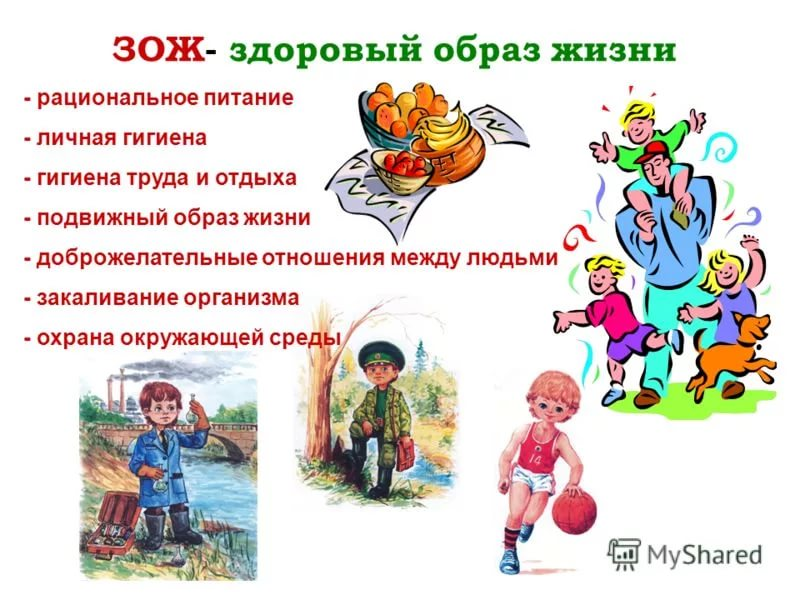 ЗОЖ- здоровый образ жизни
- рациональное питание
- личная гигиена
- гигиена труда и отдыха
- подвижный образ жизни
- доброжелательные отношения между людьми
- закаливание организма
- охрана окружающей среды
14
MyShared